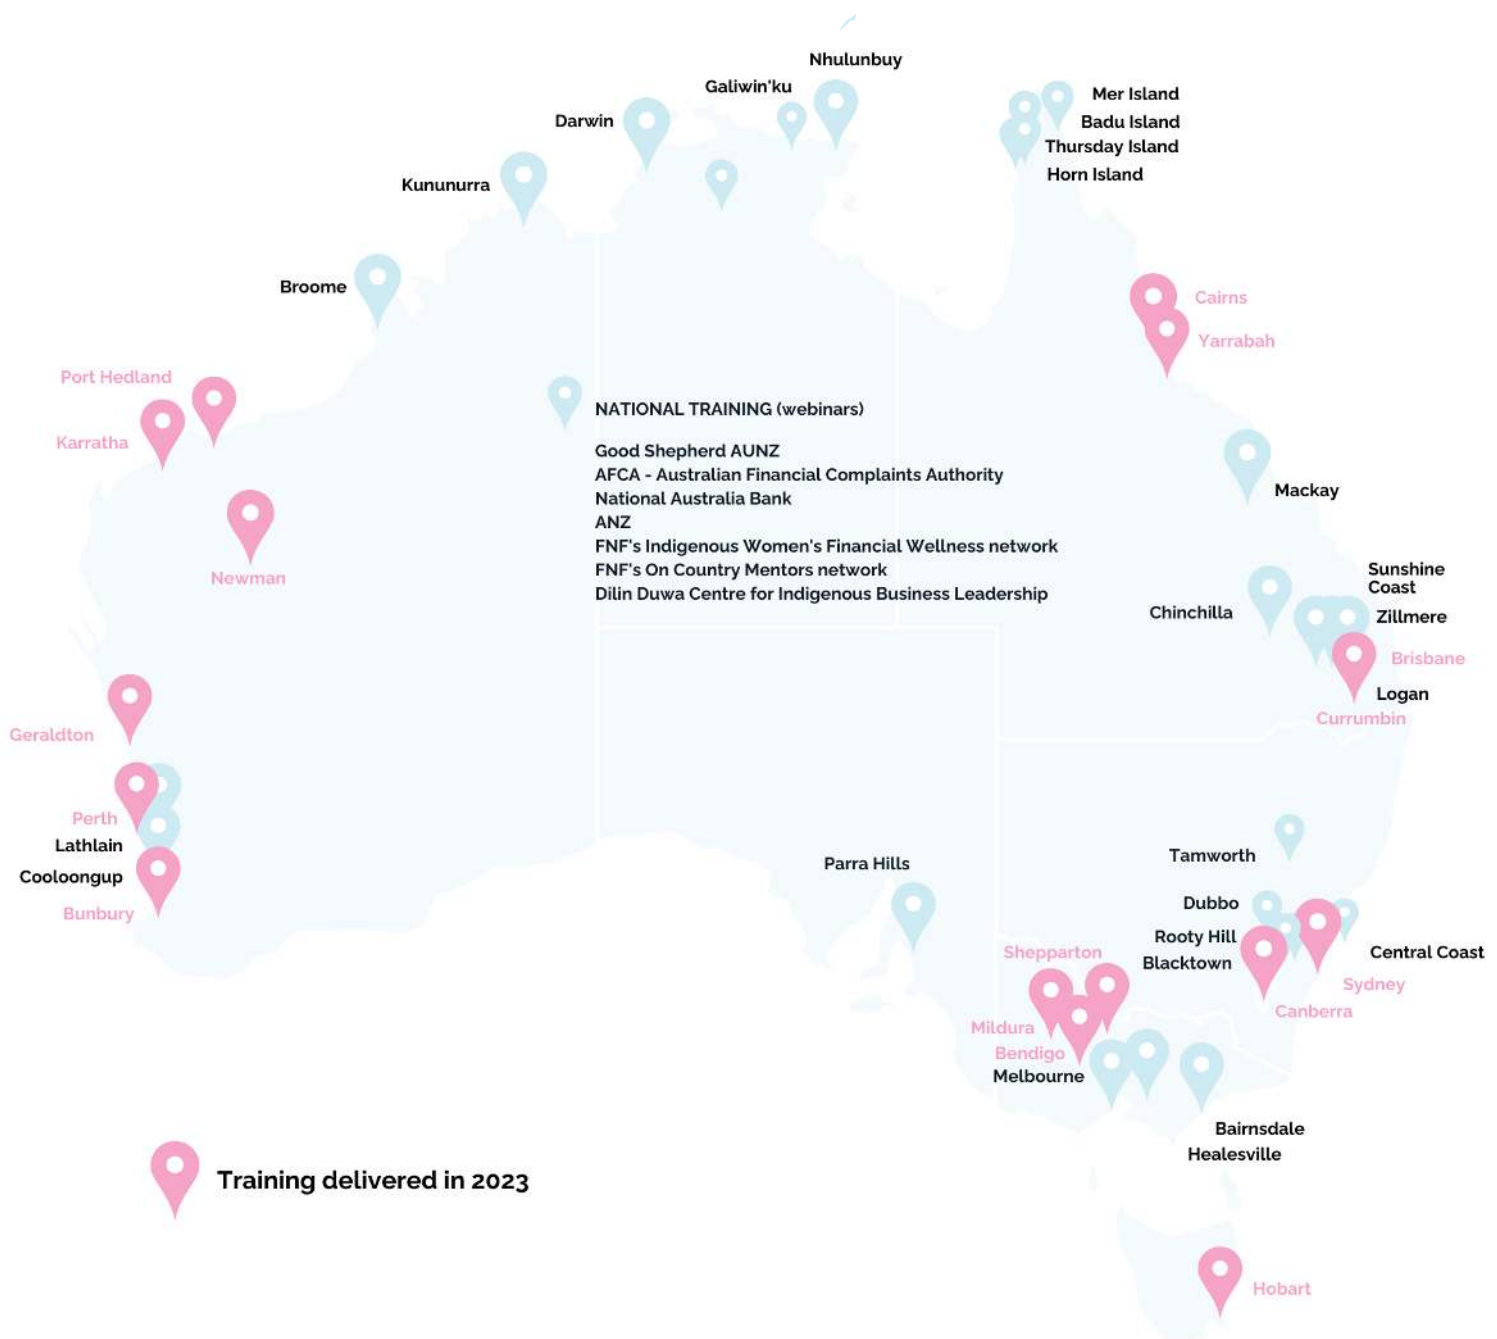 Nhulunbuy
Galiwin'ku
Mer Island
Darwin
Badu Island
Thursday Island
Horn Island
Kununurra
Broome
Cairns
Yarrabah
Port Hedland
Karratha
NATIONAL TRAINING (webinars)
Good Shepherd AUNZ
AFCA - Australian Financial Complaints Authority
National Australia Bank
ANZ
FNF's Indigenous Women's Financial Wellness network
FNF's On Country Mentors network
Dilin Duwa Centre for Indigenous Business Leadership
Mackay
Newman
Sunshine
Coast
Chinchilla
Zillmere
Brisbane
Logan
Currumbin
Geraldton
Perth
Lathlain
Cooloongup
Bunbury
Parra Hills
Tamworth
Dubbo
Rooty Hill
Blacktown
Central Coast
Sydney
Canberra
Shepparton
Mildura
Bendigo
Melbourne
Bairnsdale
Healesville
Training delivered in 2023
Hobart